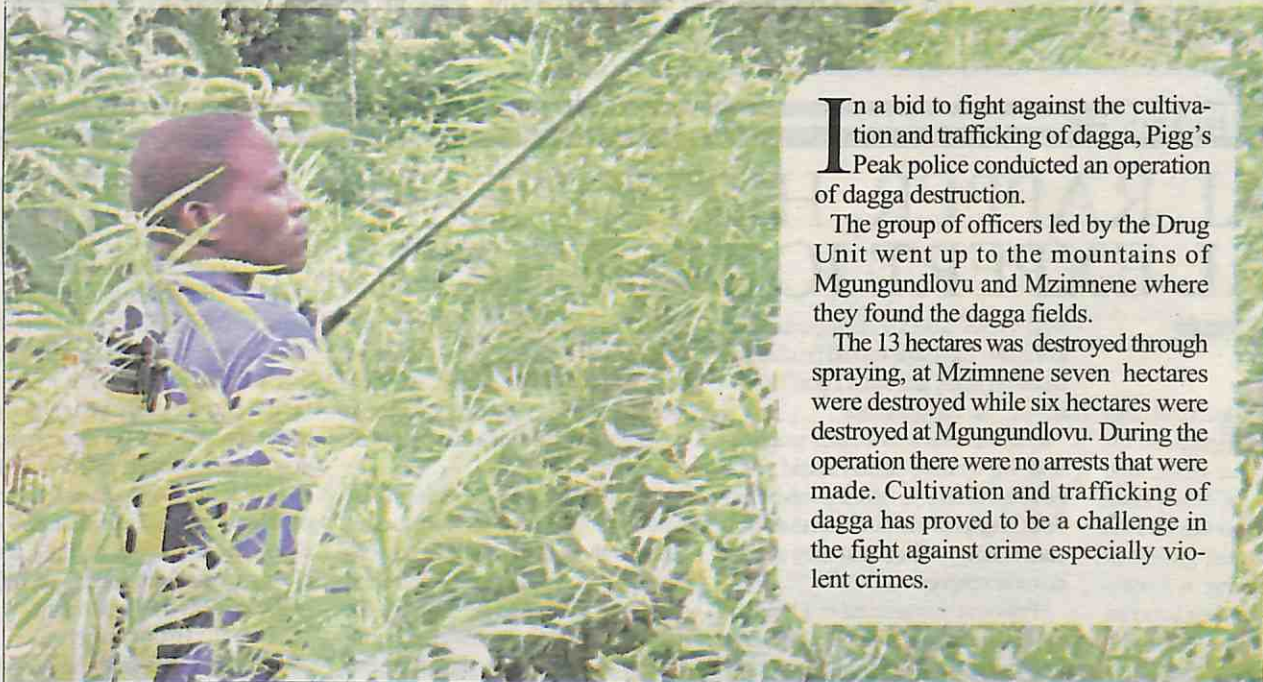 In a bid to fight against the cultiva-
tion and trafficking of dagga, Pigg's
Peak police conducted an operation
of dagga destruction.
The group of officers led by the Drug
Unit went up to the mountains of
Mgungundlovu and Mzimnene where
they found the dagga fields.
The 13 hectares was destroyed through
spraying, at Mzimnene seven hectares
were destroyed while six hectares were
destroyed at Mgungundlovu. During the
operation there were no arrests that were
made. Cultivation and trafficking of
dagga has proved to be a challenge in
the fight against crime especially vio-
lent crimes.